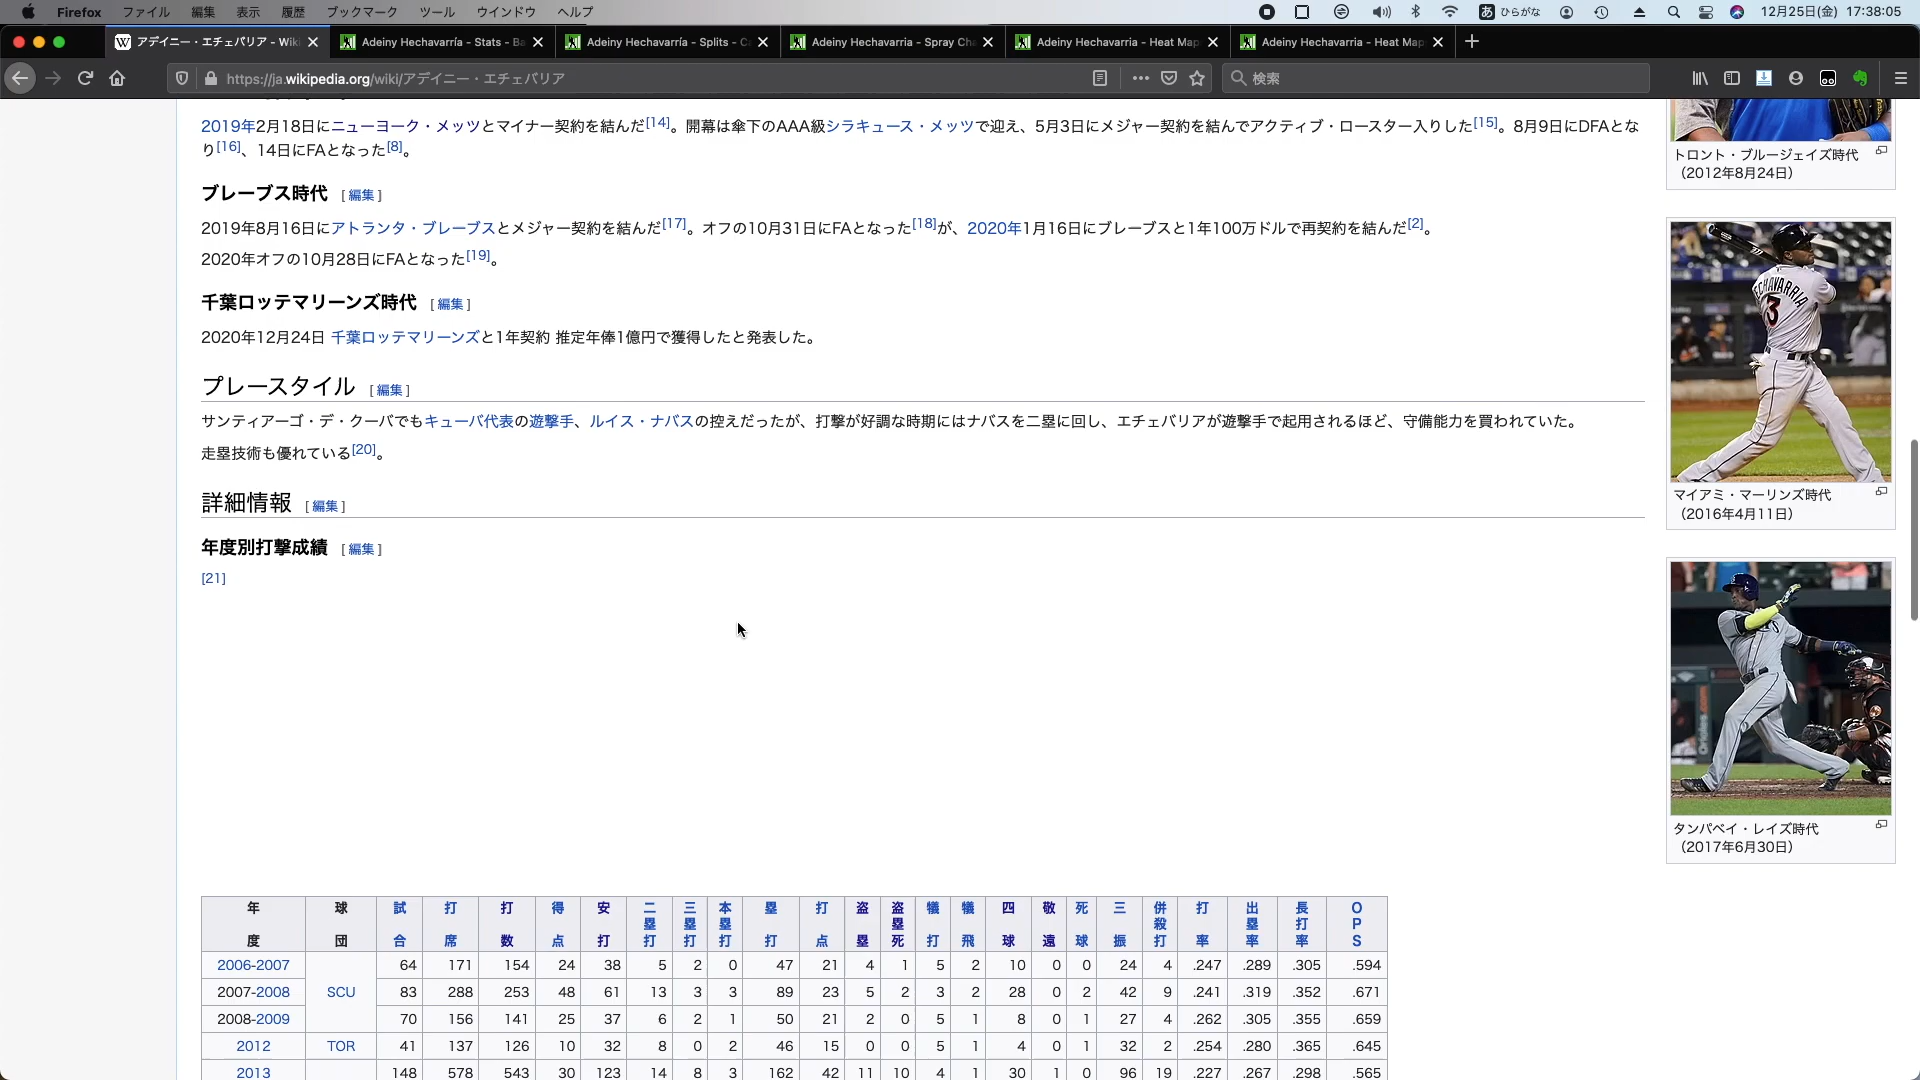 Firefox ファイル 編集 表示 履歴 ブックマーク ツール ウインドウ ヘルプ あ ひらがな 12月25日(金) 17:38:05
W アデイニー・エチェバリア - Wiki Adeiny Hechavarría - Stats - Ba Adeiny Hechavarría - Splits - Ca Adeiny Hechavarria - Spray Cha Adeiny Hechavarria - Heat Map Adeiny Hechavarria - Heat Map
https://ja.wikipedia.org/wiki/アデイニー・エチェバリア 検索
2019年2月18日にニューヨーク・メッツとマイナー契約を結んだ[14]。開幕は傘下のAAA級シラキュース・メッツで迎え、5月3日にメジャー契約を結んでアクティブ・ロースター入りした[15]。8月9日にDFAとな
り[16]、14日にFAとなった[8]。
ブレーブス時代 [編集]
2019年8月16日にアトランタ・ブレーブスとメジャー契約を結んだ[17]。オフの10月31日にFAとなった[18]が、2020年1月16日にブレーブスと1年100万ドルで再契約を結んだ[2]。
2020年オフの10月28日にFAとなった[19]。
千葉ロッテマリーンズ時代 [編集]
2020年12月24日 千葉ロッテマリーンズと1年契約 推定年俸1億円で獲得したと発表した。
プレースタイル [編集]
サンティアーゴ・デ・クーバでもキューバ代表の遊撃手、ルイス・ナバスの控えだったが、打撃が好調な時期にはナバスを二塁に回し、エチェバリアが遊撃手で起用されるほど、守備能力を買われていた。
走塁技術も優れている[20]。
詳細情報 [編集]
年度別打撃成績 [編集]
[21]
トロント・ブルージェイズ時代
（2012年8月24日）
ECHAVARRIA
3
マイアミ・マーリンズ時代
（2016年4月11日）
タンパベイ・レイズ時代
（2017年6月30日）
年度 球団 試合 打席 打数 得点 安打 二塁打 三塁打 本塁打 塁打 打点 盗塁 盗塁死 犠打 犠飛 四球 敬遠 死球 三振 併殺打 打率 出塁率 長打率 OPS
2006-2007 SCU 64 171 154 24 38 5 2 0 47 21 4 1 5 2 10 0 0 24 4 .247 .289 .305 .594
2007-2008 83 288 253 48 61 13 3 3 89 23 5 2 3 2 28 0 2 42 9 .241 .319 .352 .671
2008-2009 70 156 141 25 37 6 2 1 50 21 2 0 5 1 8 0 1 27 4 .262 .305 .355 .659
2012 TOR 41 137 126 10 32 8 0 2 46 15 0 0 5 1 4 0 1 32 2 .254 .280 .365 .645
2013 148 578 543 30 123 14 8 3 162 42 11 10 4 1 30 1 0 96 19 .227 .267 .298 .565